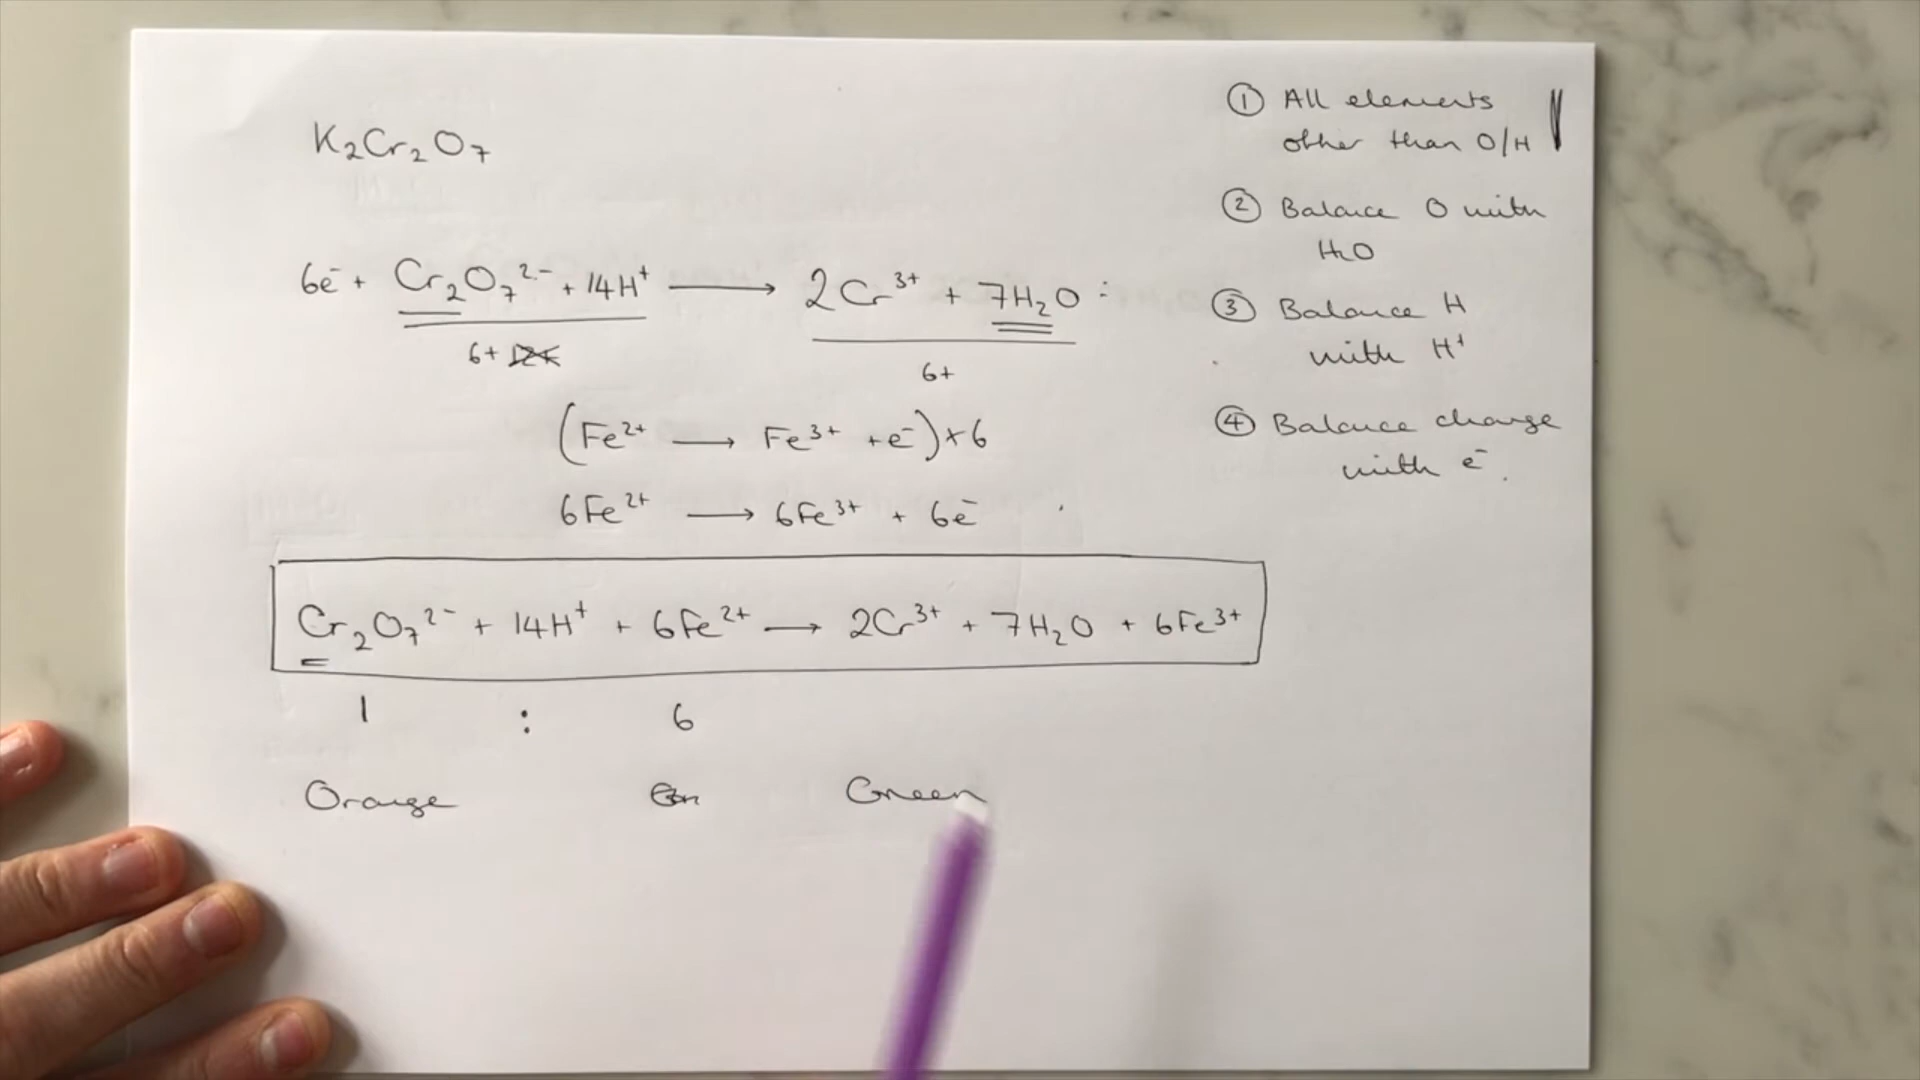 K₂Cr₂O₇
6e⁻ + Cr₂O₇²⁻ + 14H⁺ ⟶ 2Cr³⁺ + 7H₂O
6+
6+
(Fe²⁺ ⟶ Fe³⁺ + e⁻) × 6
6Fe²⁺ ⟶ 6Fe³⁺ + 6e⁻
Cr₂O₇²⁻ + 14H⁺ + 6Fe²⁺ ⟶ 2Cr³⁺ + 7H₂O + 6Fe³⁺
1 : 6
Orange Green
① All elements
other than O/H
② Balance O with
H₂O
③ Balance H
with H⁺
④ Balance charge
with e⁻.